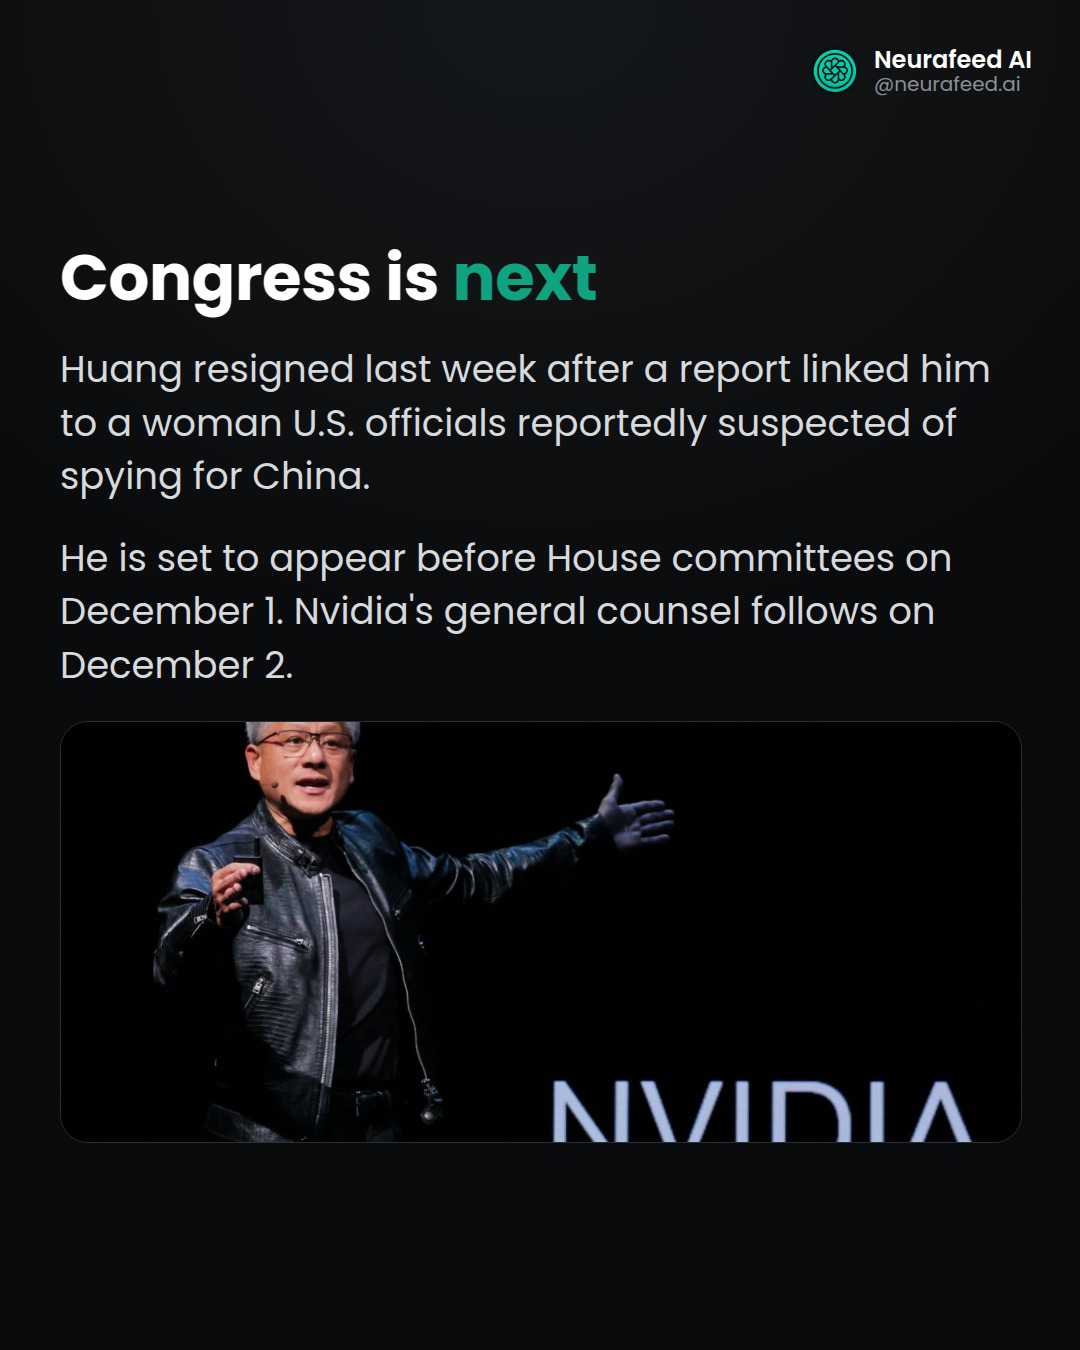 Neurafeed AI
@neurafeed.ai
Congress is next
Huang resigned last week after a report linked him
to a woman U.S. officials reportedly suspected of
spying for China.
He is set to appear before House committees on
December 1. Nvidia's general counsel follows on
December 2.
NVIDIA